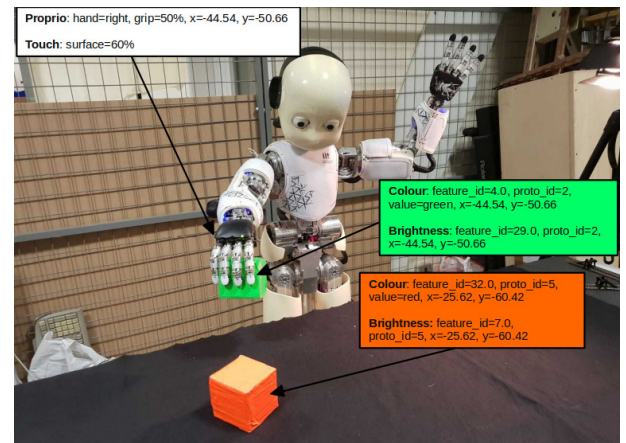 Proprio: hand=right, grip=50%, x=-44.54, y=-50.66
Touch: surface=60%
Colour: feature_id=4.0, proto_id=2,
value=green, x=-44.54, y=-50.66
Brightness: feature_id=29.0, proto_id=2,
x=-44.54, y=-50.66
Colour: feature_id=32.0, proto_id=5,
value=red, x=-25.62, y=-60.42
Brightness: feature_id=7.0,
proto_id=5, x=-25.62, y=-60.42